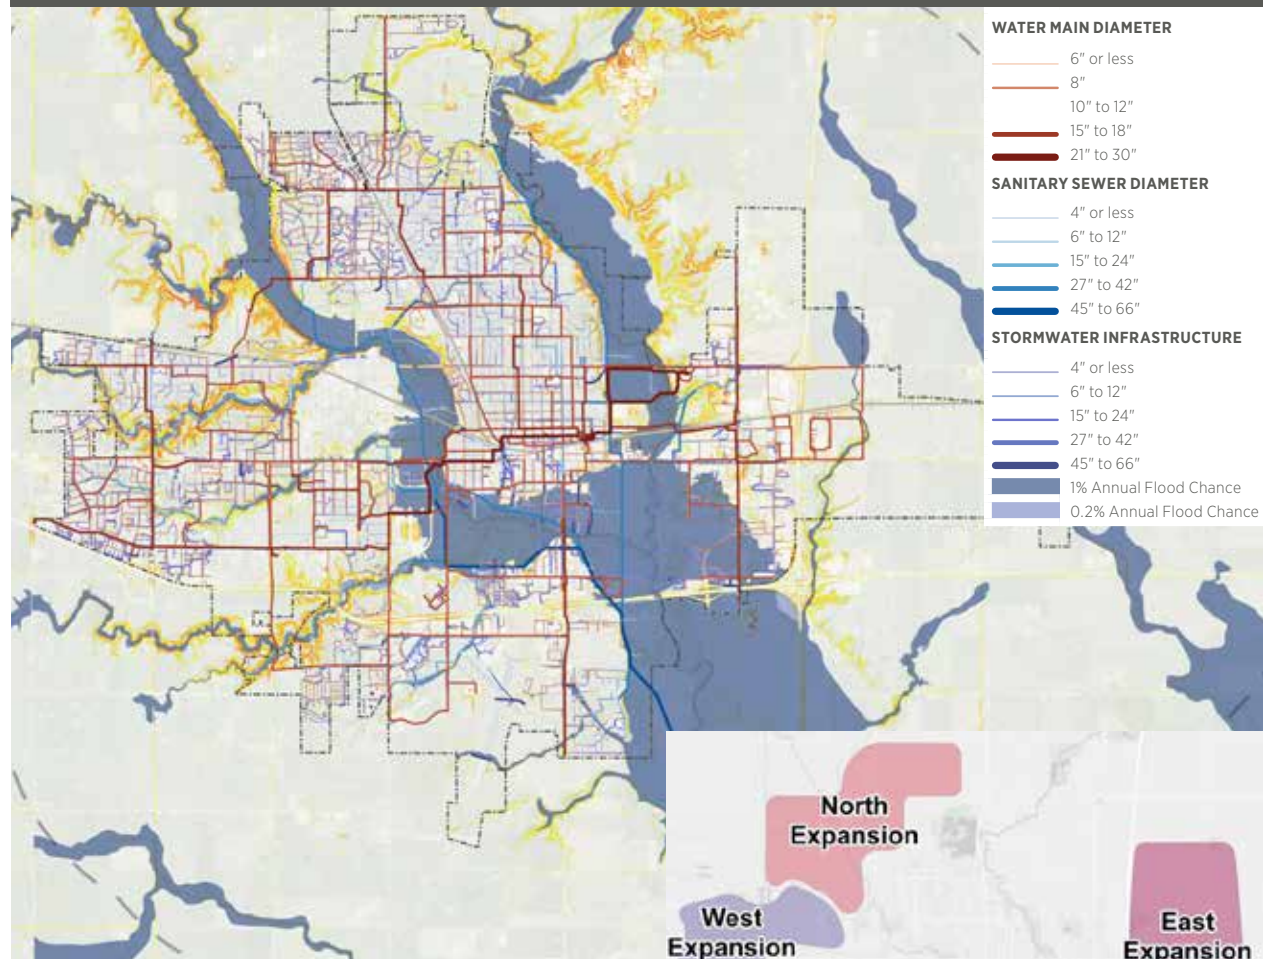 WATER MAIN DIAMETER
6" or less
8"
10" to 12"
15" to 18"
21" to 30"
SANITARY SEWER DIAMETER
4" or less
6" to 12"
15" to 24"
27" to 42"
45" to 66"
STORMWATER INFRASTRUCTURE
4" or less
6" to 12"
15" to 24"
27" to 42"
45" to 66"
1% Annual Flood Chance
0.2% Annual Flood Chance
North
Expansion
West
Expansion
East
Expansion